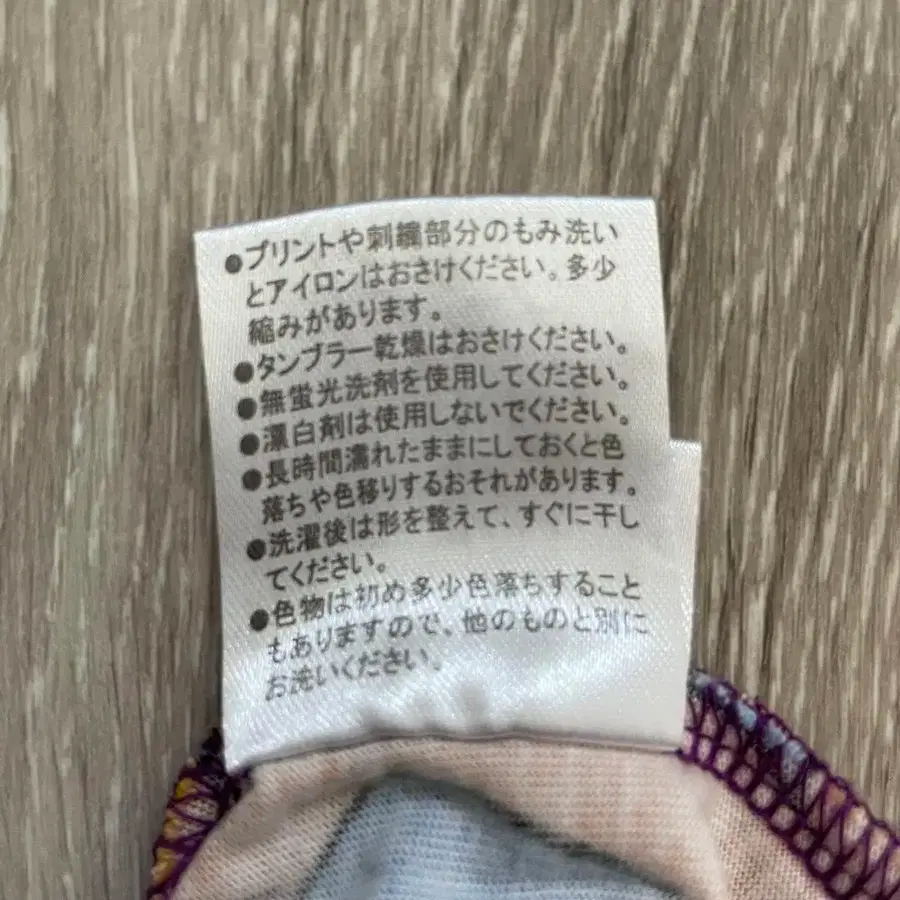 ●プリントや刺繍部分のもみ洗い
とアイロンはおさけください。多少
縮みがあります。
●タンブラー乾燥はおさけください。
●無蛍光洗剤を使用してください。
●漂白剤は使用しないでください。
●長時間濡れたままにしておくと色
落ちや色移りするおそれがあります。
●洗濯後は形を整えて、すぐに干し
てください。
●色物は初め多少色落ちすること
もありますので、他のものと別に
お洗いください。